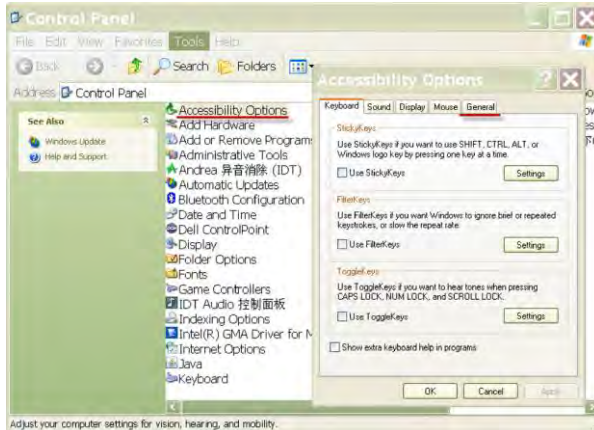 Control Panel
File Edit View Favorites Tools Help
Back Search Folders
Address Control Panel
See Also
Windows Update
Help and Support
Accessibility Options
Add Hardware
Add or Remove Program
Administrative Tools
Andrea 异音消除 (IDT)
Automatic Updates
Bluetooth Configuration
Date and Time
Dell ControlPoint
Display
Folder Options
Fonts
Game Controllers
IDT Audio 控制面板
Indexing Options
Intel(R) GMA Driver for M
Internet Options
Java
Keyboard
Accessibility Options
Keyboard Sound Display Mouse General
StickyKeys
Use StickyKeys if you want to use SHIFT, CTRL, ALT, or
Windows logo key by pressing one key at a time.
Use StickyKeys Settings
FilterKeys
Use FilterKeys if you want Windows to ignore brief or repeated
keystrokes, or slow the repeat rate.
Use FilterKeys Settings
ToggleKeys
Use ToggleKeys if you want to hear tones when pressing
CAPS LOCK, NUM LOCK, and SCROLL LOCK.
Use ToggleKeys Settings
Show extra keyboard help in programs
OK Cancel Apply
Adjust your computer settings for vision, hearing, and mobility.